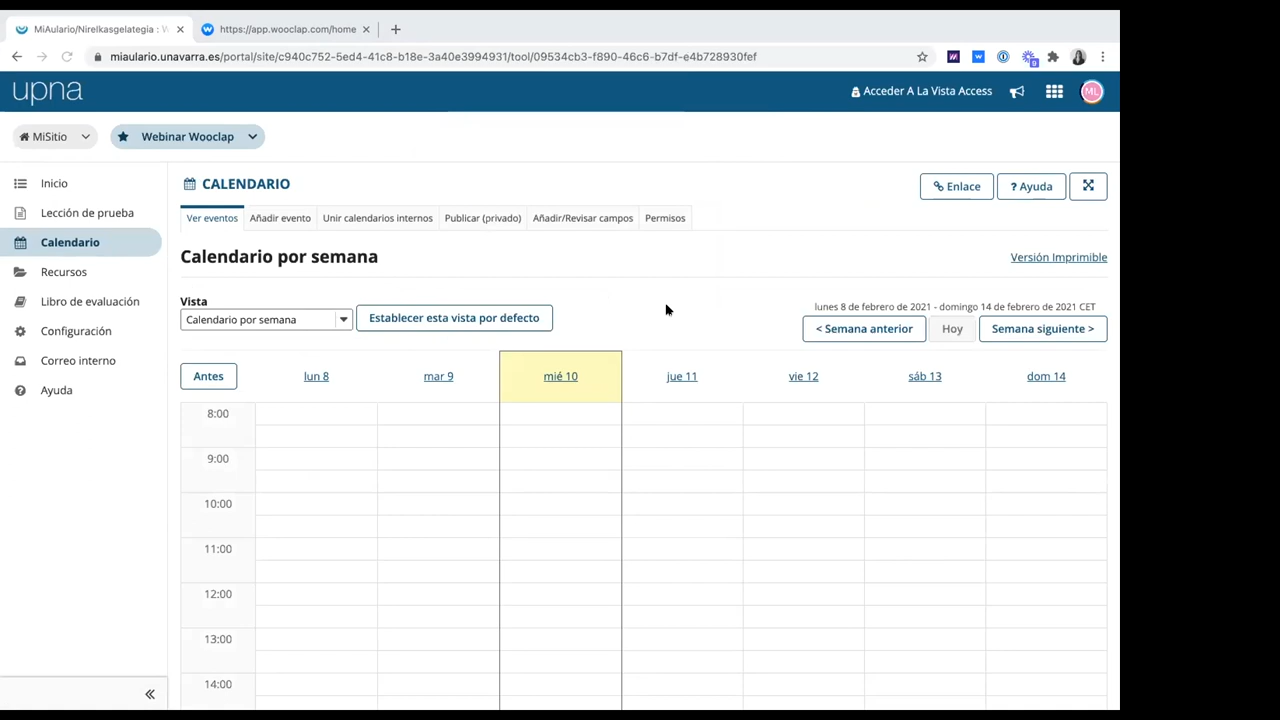 MiAulario/Nirelkasgelategia : W
https://app.wooclap.com/home
miaulario.unavarra.es/portal/site/c940c752-5ed4-41c8-b18e-3a40e3994931/tool/09534cb3-f890-46c6-b7df-e4b728930fef
upna
Acceder A La Vista Access
ML
MiSitio
Webinar Wooclap
Inicio
Lección de prueba
Calendario
Recursos
Libro de evaluación
Configuración
Correo interno
Ayuda
CALENDARIO
Enlace
? Ayuda
Ver eventos
Añadir evento
Unir calendarios internos
Publicar (privado)
Añadir/Revisar campos
Permisos
Calendario por semana
Versión Imprimible
Vista
Calendario por semana
Establecer esta vista por defecto
lunes 8 de febrero de 2021 - domingo 14 de febrero de 2021 CET
< Semana anterior
Hoy
Semana siguiente >
Antes
lun 8
mar 9
mié 10
jue 11
vie 12
sáb 13
dom 14
8:00
9:00
10:00
11:00
12:00
13:00
14:00